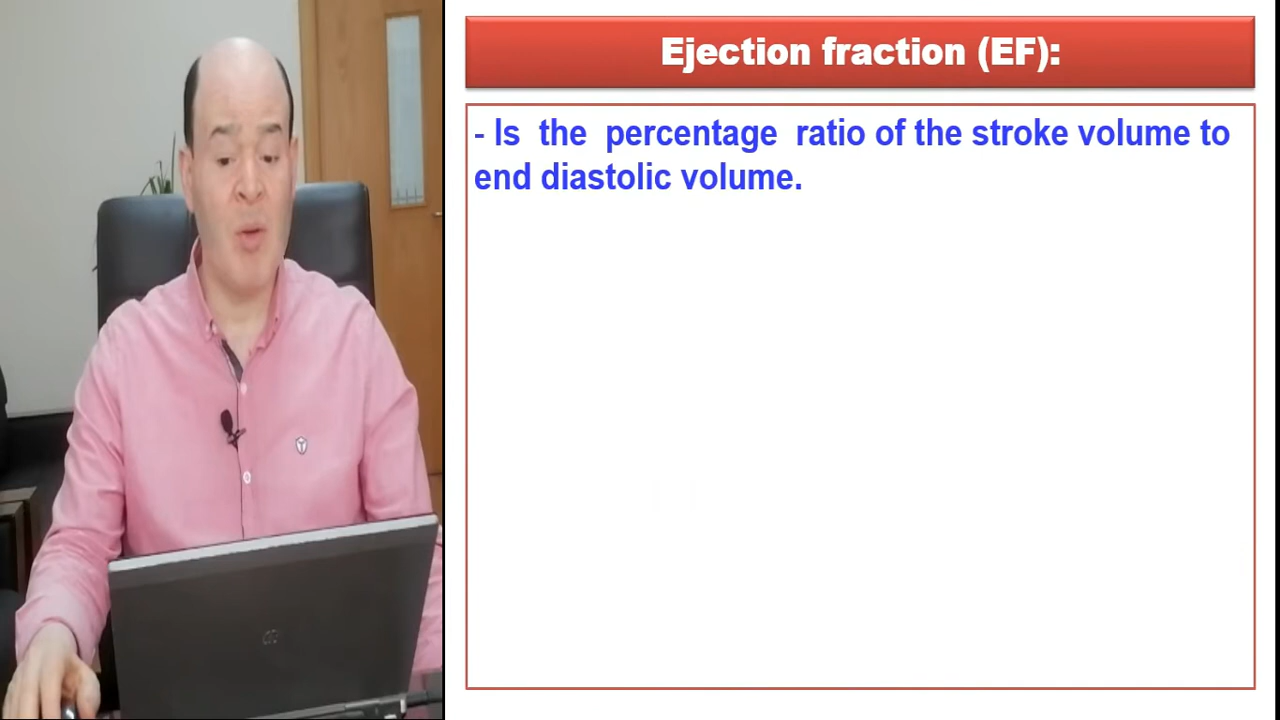 Ejection fraction (EF):
- Is the percentage ratio of the stroke volume to
end diastolic volume.